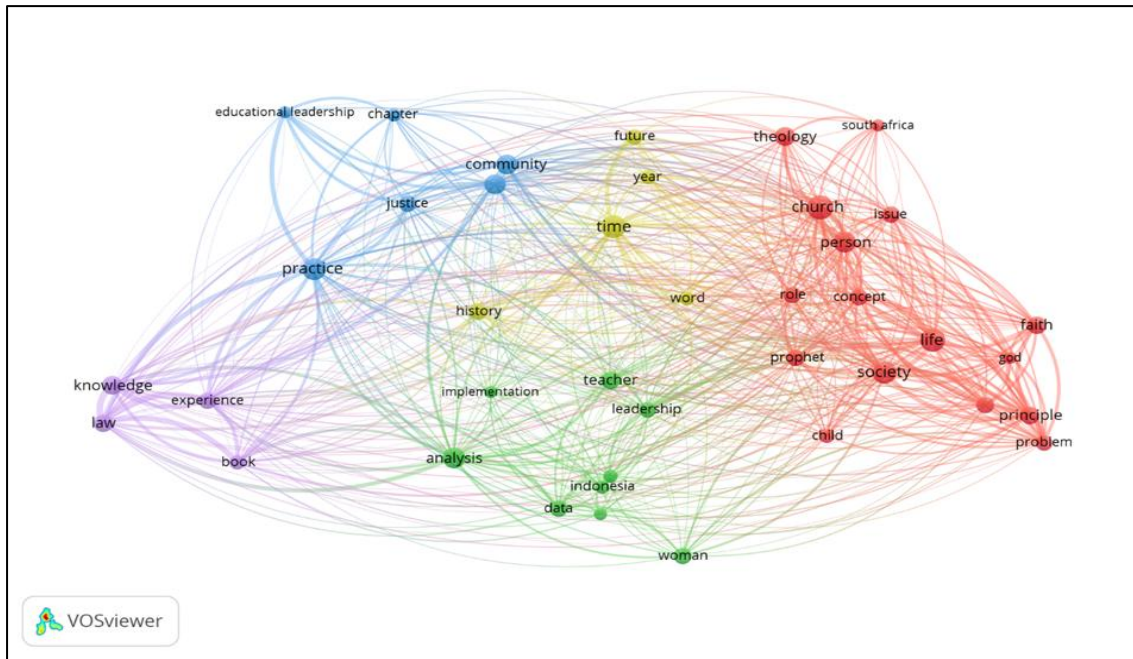 educational leadership
chapter
south africa
future
theology
community
year
justice
church
issue
time
person
practice
role
concept
word
history
faith
life
prophet
god
society
teacher
knowledge
implementation
experience
leadership
principle
law
child
problem
analysis
book
indonesia
data
woman
VOSviewer